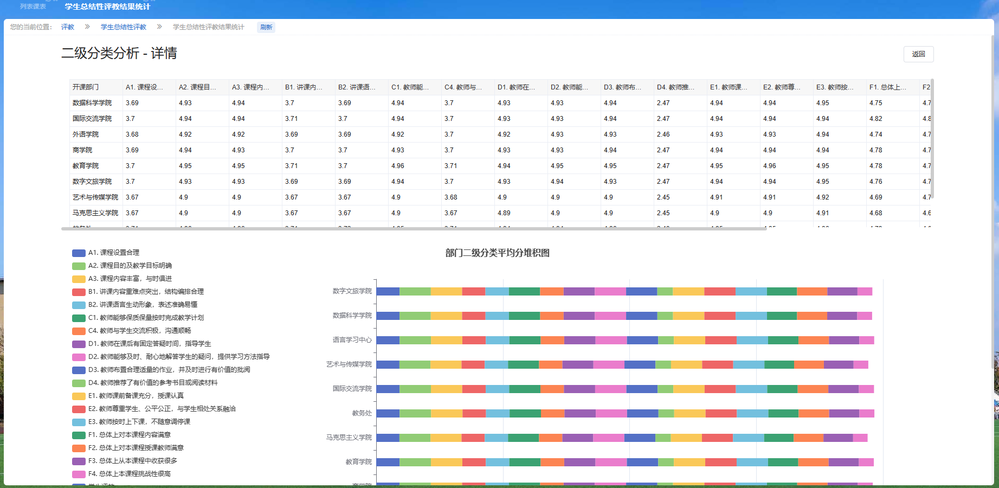 列表课表 学生总结性评教结果统计
您的当前位置： 评教 学生总结性评教 学生总结性评教结果统计 刷新
二级分类分析 - 详情 返回
开课部门 A1. 课程设... A2. 课程目... A3. 课程内... B1. 讲课内... B2. 讲课语... C1. 教师能... C4. 教师与... D1. 教师在... D2. 教师能... D3. 教师布... D4. 教师推... E1. 教师课... E2. 教师尊... E3. 教师按... F1. 总体上... F2
数据科学学院 3.69 4.93 4.94 3.7 3.69 4.94 3.7 4.93 4.93 4.94 2.47 4.94 4.94 4.95 4.75 4.7
国际交流学院 3.7 4.94 4.94 3.71 3.7 4.94 3.7 4.93 4.93 4.94 2.47 4.94 4.94 4.94 4.82 4.8
外语学院 3.68 4.92 4.92 3.69 3.69 4.92 3.7 4.92 4.93 4.93 2.46 4.93 4.93 4.94 4.74 4.7
商学院 3.69 4.94 4.93 3.7 3.7 4.93 3.7 4.93 4.93 4.94 2.47 4.94 4.94 4.94 4.78 4.7
教育学院 3.7 4.95 4.95 3.71 3.7 4.96 3.71 4.94 4.95 4.95 2.47 4.95 4.96 4.95 4.78 4.7
数字文旅学院 3.7 4.93 4.93 3.69 3.69 4.94 3.7 4.93 4.94 4.93 2.47 4.94 4.94 4.95 4.76 4.7
艺术与传媒学院 3.67 4.9 4.9 3.67 3.67 4.9 3.68 4.9 4.9 4.9 2.45 4.91 4.91 4.92 4.69 4.7
马克思主义学院 3.67 4.9 4.9 3.67 3.67 4.9 3.67 4.89 4.9 4.9 2.45 4.9 4.9 4.91 4.68 4.6
部门二级分类平均分堆积图
A1. 课程设置合理
A2. 课程目的及教学目标明确
A3. 课程内容丰富，与时俱进
B1. 讲课内容重难点突出，结构编排合理
B2. 讲课语言生动形象，表述准确易懂
C1. 教师能够保质保量按时完成教学计划
C4. 教师与学生交流积极，沟通顺畅
D1. 教师在课后有固定答疑时间，指导学生
D2. 教师能够及时、耐心地解答学生的疑问，提供学习方法指导
D3. 教师布置合理适量的作业，并及时进行有价值的批阅
D4. 教师推荐了有价值的参考书目或阅读材料
E1. 教师课前备课充分，授课认真
E2. 教师尊重学生、公平公正，与学生相处关系融洽
E3. 教师按时上下课，不随意调停课
F1. 总体上对本课程内容满意
F2. 总体上对本课程授课教师满意
F3. 总体上从本课程中收获很多
F4. 总体上本课程挑战性很高
数字文旅学院
数据科学学院
语言学习中心
艺术与传媒学院
国际交流学院
教务处
马克思主义学院
教育学院